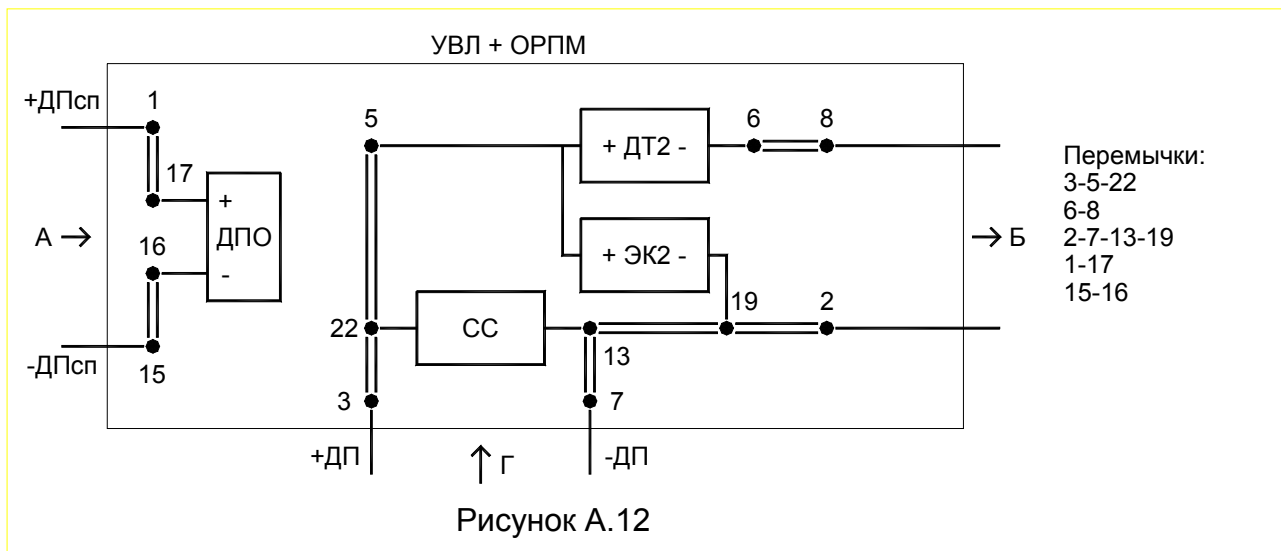 УВЛ + ОРПМ
+ДПсп
1
5
6
8
+ ДТ2 -
Перемычки:
3-5-22
6-8
2-7-13-19
1-17
15-16
17
+
ДПО
-
А
16
Б
+ ЭК2 -
19
2
22
СС
13
-ДПсп
15
3
7
+ДП
Г
-ДП
Рисунок А.12